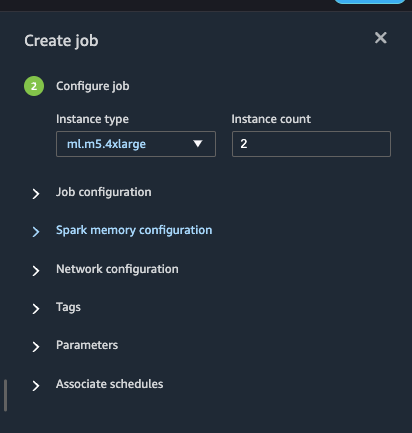 Create job
2 Configure job
Instance type Instance count
ml.m5.4xlarge 2
Job configuration
Spark memory configuration
Network configuration
Tags
Parameters
Associate schedules